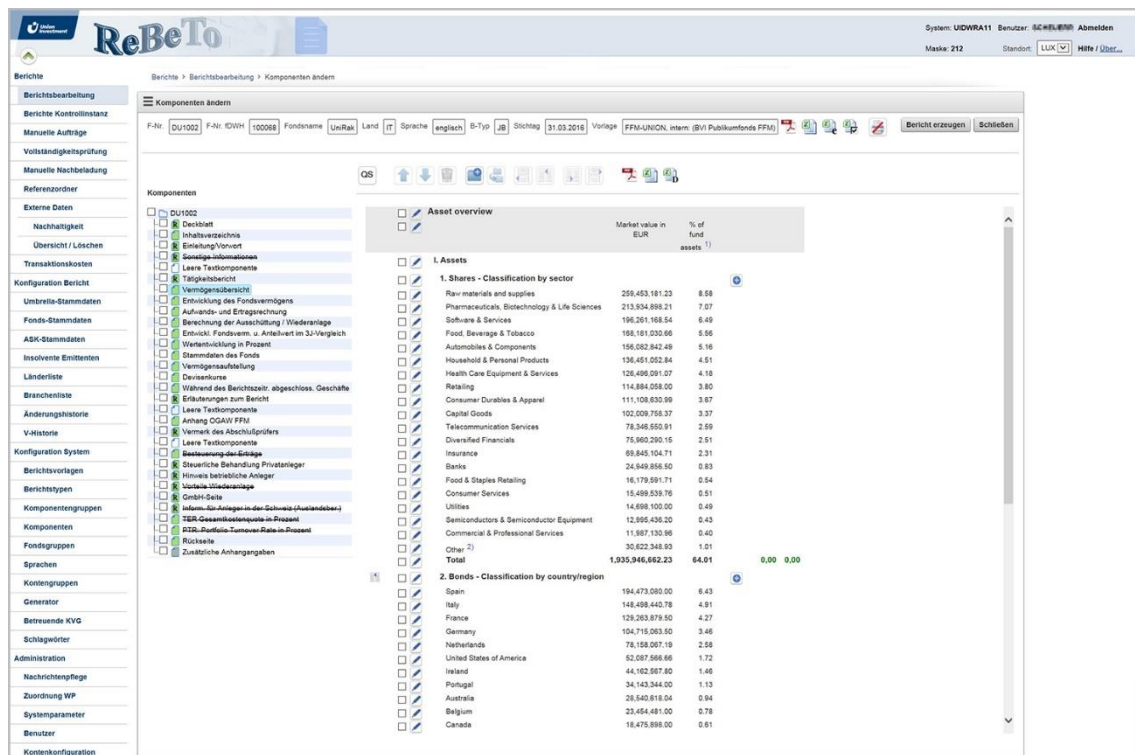 Union Investment
ReBeTo
System: UIDWRA11 Benutzer: Abmelden
Maske: 212 Standort: LUX Hilfe / Über...
Berichte
Berichtsbearbeitung
Berichte Kontrollinstanz
Manuelle Aufträge
Vollständigkeitsprüfung
Manuelle Nachbeladung
Referenzordner
Externe Daten
Nachhaltigkeit
Übersicht / Löschen
Transaktionskosten
Konfiguration Bericht
Umbrella-Stammdaten
Fonds-Stammdaten
ASK-Stammdaten
Insolvente Emittenten
Länderliste
Branchenliste
Änderungshistorie
V-Historie
Konfiguration System
Berichtsvorlagen
Berichtstypen
Komponentengruppen
Komponenten
Fondsgruppen
Sprachen
Kontengruppen
Generator
Betreuende KVG
Schlagwörter
Administration
Nachrichtenpflege
Zuordnung WP
Systemparameter
Benutzer
Kontenkonfiguration
Berichte > Berichtsbearbeitung > Komponenten ändern
Komponenten ändern
F-Nr. DU1002 F-Nr. fDWH 100068 Fondsname UniRak Land IT Sprache englisch B-Typ JB Stichtag 31.03.2016 Vorlage FFM-UNION, intern: (BVI Publikumfonds FFM) Bericht erzeugen Schließen
QS
Komponenten
DU1002
Deckblatt
Inhaltsverzeichnis
Einleitung/Vorwort
Sonstige Informationen
Leere Textkomponente
Tätigkeitsbericht
Vermögensübersicht
Entwicklung des Fondsvermögens
Aufwands- und Ertragsrechnung
Berechnung der Ausschüttung / Wiederanlage
Entwickl. Fondsverm. u. Anteilwert im 3J-Vergleich
Wertentwicklung in Prozent
Stammdaten des Fonds
Vermögensaufstellung
Devisenkurse
Während des Berichtszeitr. abgeschloss. Geschäfte
Erläuterungen zum Bericht
Leere Textkomponente
Anhang OGAW FFM
Vermerk des Abschlußprüfers
Leere Textkomponente
Besteuerung der Erträge
Steuerliche Behandlung Privatanleger
Hinweis betriebliche Anleger
Vorteile Wiederanlage
GmbH-Seite
Inform. für Anleger in der Schweiz (Auslandsber.)
TER Gesamtkostenquote in Prozent
PTR: Portfolio Turnover Rate in Prozent
Rückseite
Zusätzliche Anhangangaben
Asset overview
Market value in EUR % of fund assets 1)
I. Assets
1. Shares - Classification by sector
Raw materials and supplies 259,453,181.23 8.58
Pharmaceuticals, Biotechnology & Life Sciences 213,934,898.21 7.07
Software & Services 196,261,168.54 6.49
Food, Beverage & Tobacco 168,181,030.66 5.56
Automobiles & Components 156,082,842.49 5.16
Household & Personal Products 136,451,052.84 4.51
Health Care Equipment & Services 126,496,091.07 4.18
Retailing 114,884,058.00 3.80
Consumer Durables & Apparel 111,108,630.99 3.67
Capital Goods 102,009,758.37 3.37
Telecommunication Services 78,346,550.91 2.59
Diversified Financials 75,960,290.15 2.51
Insurance 69,845,104.71 2.31
Banks 24,949,856.50 0.83
Food & Staples Retailing 16,179,591.71 0.54
Consumer Services 15,499,539.76 0.51
Utilities 14,698,100.00 0.49
Semiconductors & Semiconductor Equipment 12,995,436.20 0.43
Commercial & Professional Services 11,987,130.96 0.40
Other 2) 30,622,348.93 1.01
Total 1,935,946,662.23 64.01 0,00 0,00
2. Bonds - Classification by country/region
Spain 194,473,080.00 6.43
Italy 148,498,440.78 4.91
France 129,263,879.50 4.27
Germany 104,715,063.50 3.46
Netherlands 78,158,067.19 2.58
United States of America 52,087,566.66 1.72
Ireland 44,162,567.80 1.46
Portugal 34,143,344.00 1.13
Australia 28,540,618.04 0.94
Belgium 23,454,481.00 0.78
Canada 18,475,898.00 0.61